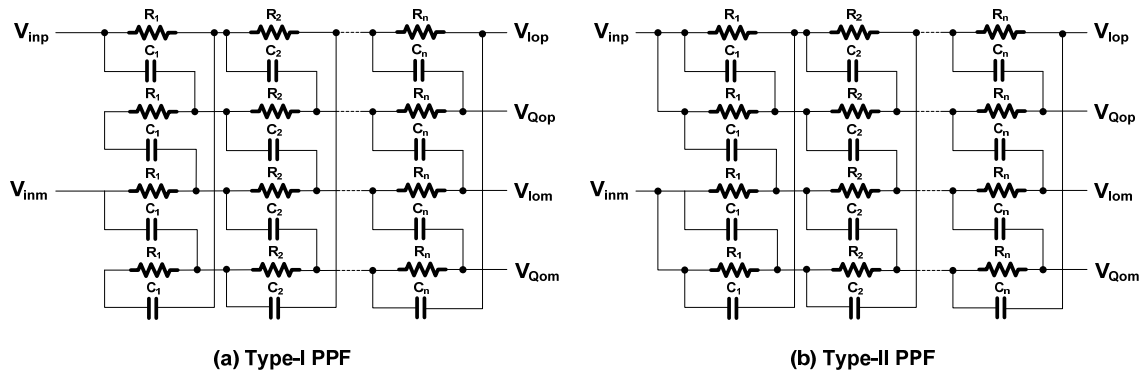 R₁ R₂ Rₙ
Vinp VIop
C₁ C₂ Cₙ
R₁ R₂ Rₙ
VQop
C₁ C₂ Cₙ
R₁ R₂ Rₙ
Vinm VIom
C₁ C₂ Cₙ
R₁ R₂ Rₙ
VQom
C₁ C₂ Cₙ
(a) Type-I PPF
R₁ R₂ Rₙ
Vinp VIop
C₁ C₂ Cₙ
R₁ R₂ Rₙ
VQop
C₁ C₂ Cₙ
R₁ R₂ Rₙ
Vinm VIom
C₁ C₂ Cₙ
R₁ R₂ Rₙ
VQom
C₁ C₂ Cₙ
(b) Type-II PPF